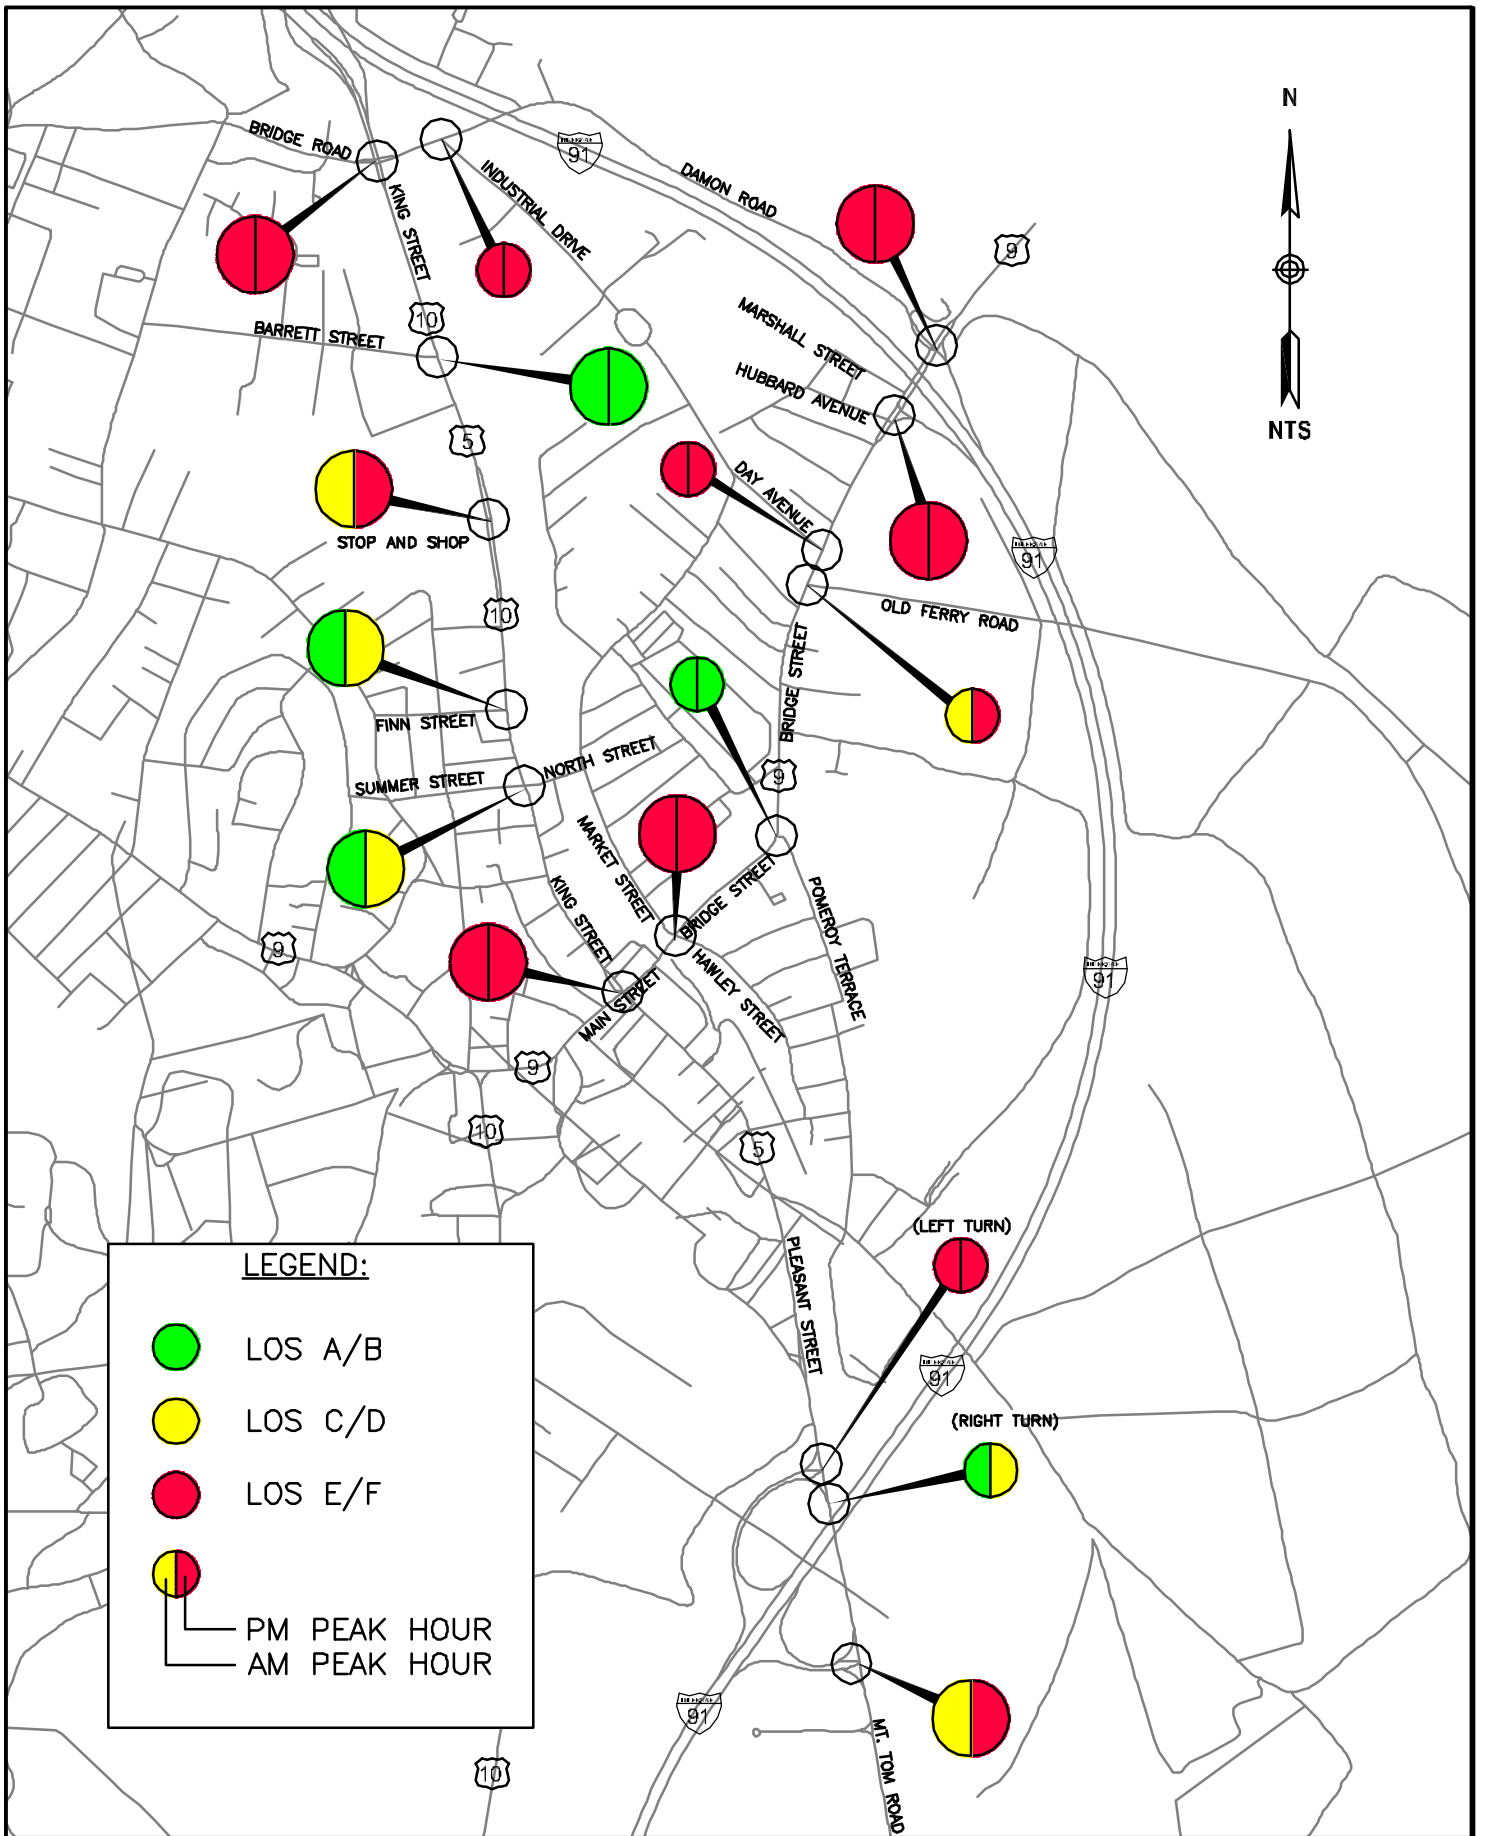 N
BRIDGE ROAD
91
INDUSTRIAL DRIVE
DAMON ROAD
KING STREET
9
10
MARSHALL STREET
BARRETT STREET
HUBBARD AVENUE
NTS
5
DAY AVENUE
STOP AND SHOP
91
10
OLD FERRY ROAD
BRIDGE STREET
FINN STREET
NORTH STREET
SUMMER STREET
9
MARKET STREET
BRIDGE STREET
KING STREET
POMEROY TERRACE
9
HAWLEY STREET
91
MAIN STREET
9
10
5
(LEFT TURN)
PLEASANT STREET
LEGEND:
LOS A/B
91
LOS C/D
(RIGHT TURN)
LOS E/F
PM PEAK HOUR
AM PEAK HOUR
91
MT. TOM ROAD
10